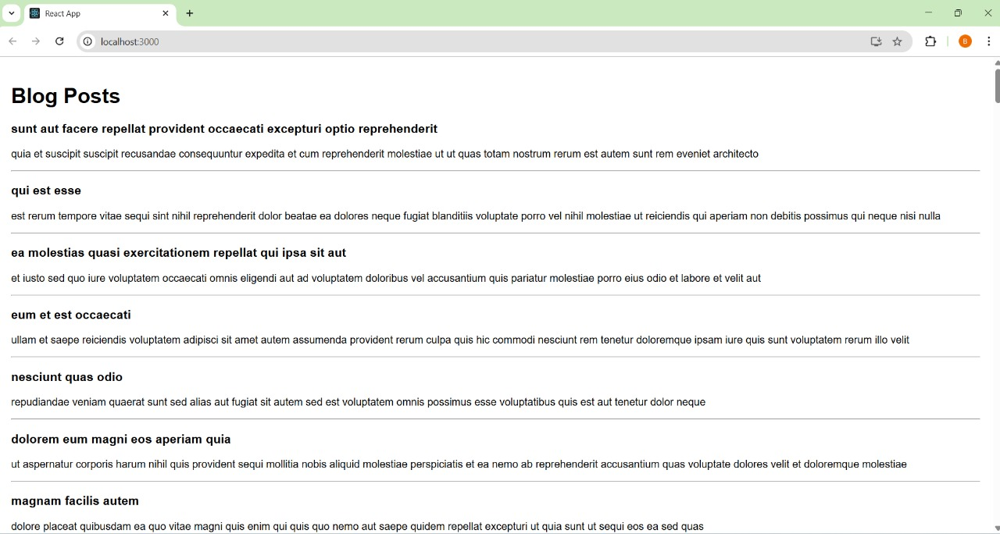 React App
localhost:3000
B
Blog Posts
sunt aut facere repellat provident occaecati excepturi optio reprehenderit
quia et suscipit suscipit recusandae consequuntur expedita et cum reprehenderit molestiae ut ut quas totam nostrum rerum est autem sunt rem eveniet architecto
qui est esse
est rerum tempore vitae sequi sint nihil reprehenderit dolor beatae ea dolores neque fugiat blanditiis voluptate porro vel nihil molestiae ut reiciendis qui aperiam non debitis possimus qui neque nisi nulla
ea molestias quasi exercitationem repellat qui ipsa sit aut
et iusto sed quo iure voluptatem occaecati omnis eligendi aut ad voluptatem doloribus vel accusantium quis pariatur molestiae porro eius odio et labore et velit aut
eum et est occaecati
ullam et saepe reiciendis voluptatem adipisci sit amet autem assumenda provident rerum culpa quis hic commodi nesciunt rem tenetur doloremque ipsam iure quis sunt voluptatem rerum illo velit
nesciunt quas odio
repudiandae veniam quaerat sunt sed alias aut fugiat sit autem sed est voluptatem omnis possimus esse voluptatibus quis est aut tenetur dolor neque
dolorem eum magni eos aperiam quia
ut aspernatur corporis harum nihil quis provident sequi mollitia nobis aliquid molestiae perspiciatis et ea nemo ab reprehenderit accusantium quas voluptate dolores velit et doloremque molestiae
magnam facilis autem
dolore placeat quibusdam ea quo vitae magni quis enim qui quis quo nemo aut saepe quidem repellat excepturi ut quia sunt ut sequi eos ea sed quas